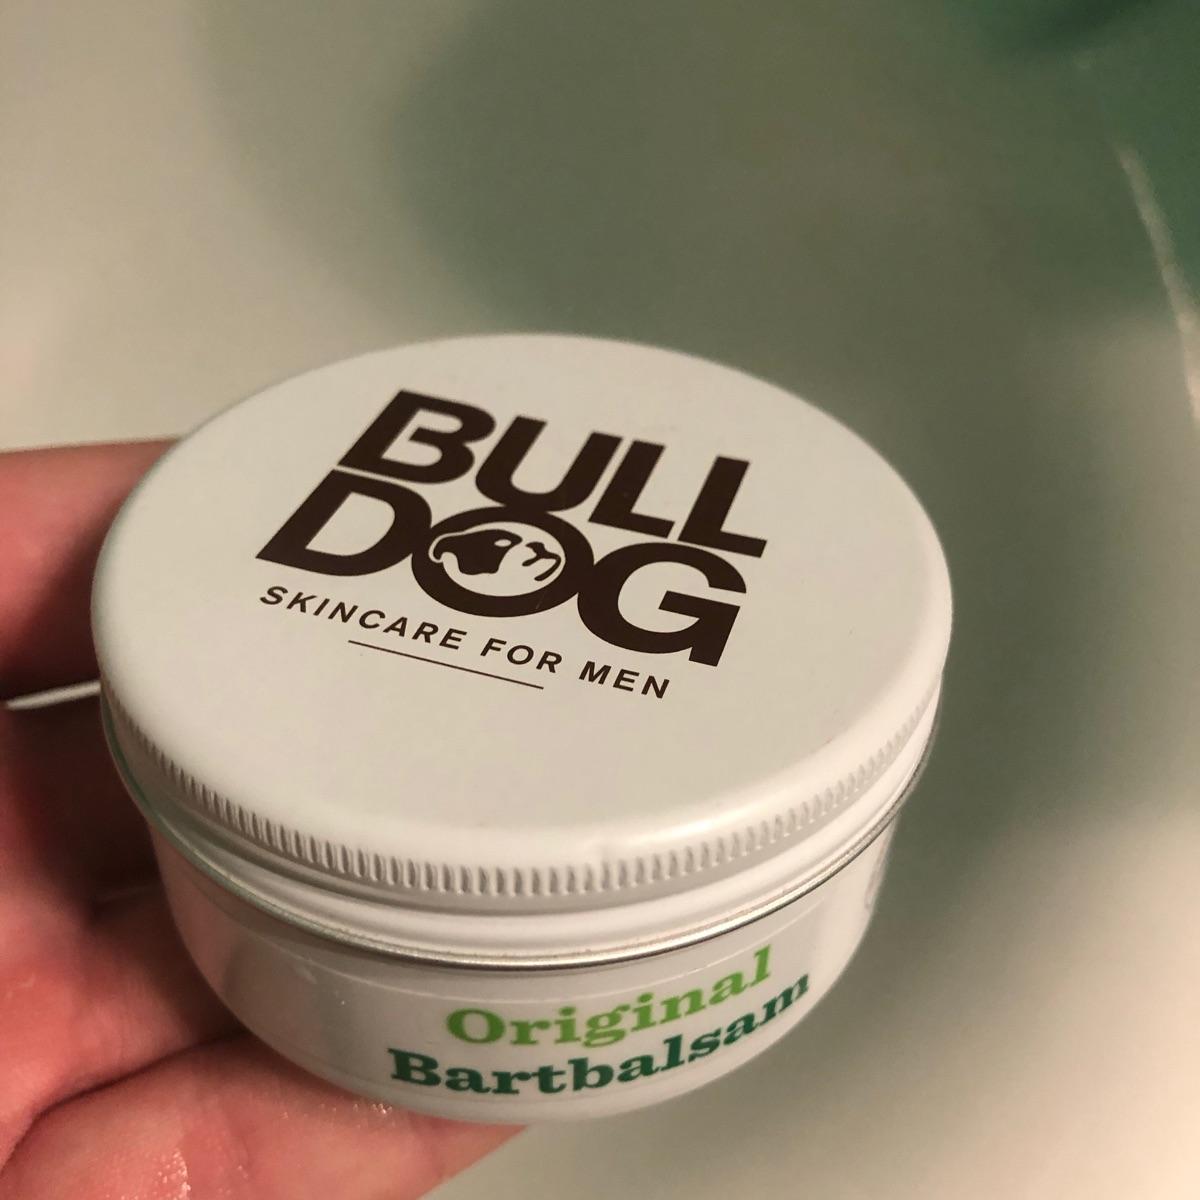 BULL
DOG
SKINCARE FOR MEN
Original
Bartbalsam